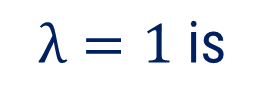 λ = 1 is